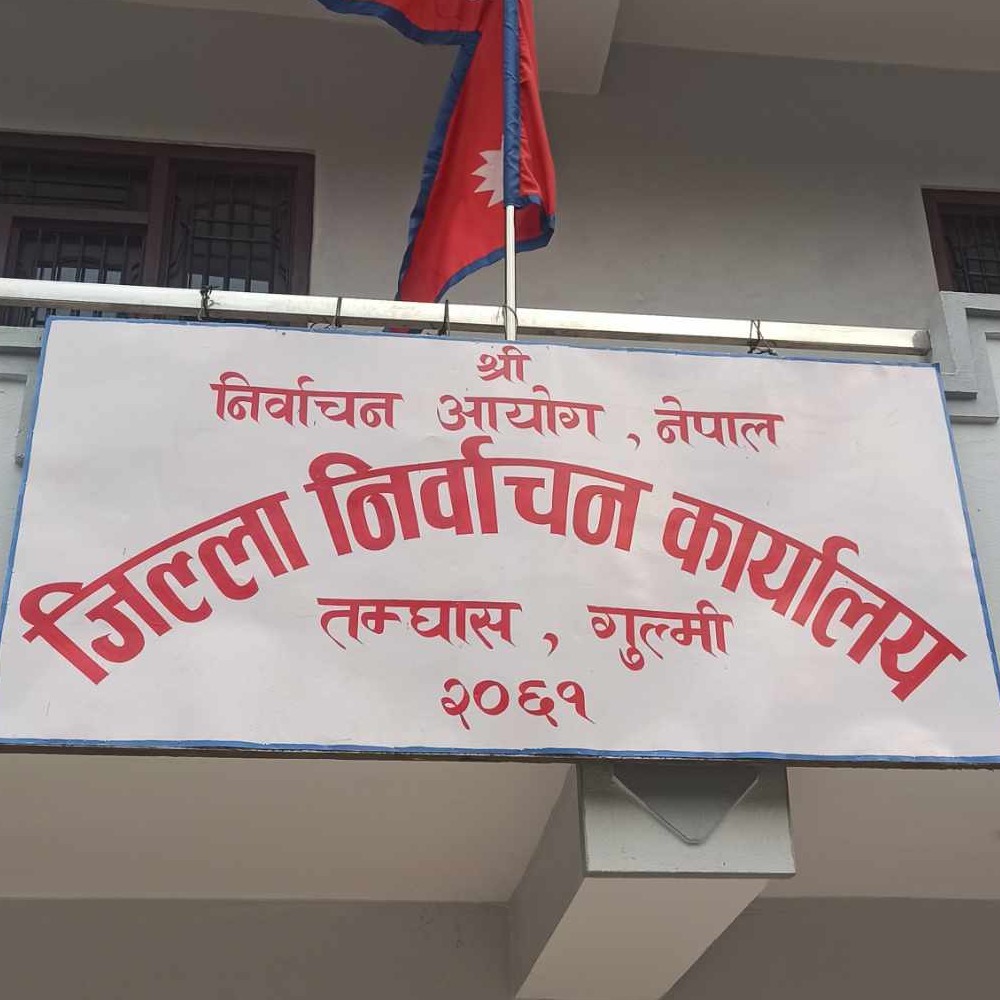 श्री
निर्वाचन आयोग , नेपाल
जिल्ला निर्वाचन कार्यालय
तम्घास , गुल्मी
२०६१